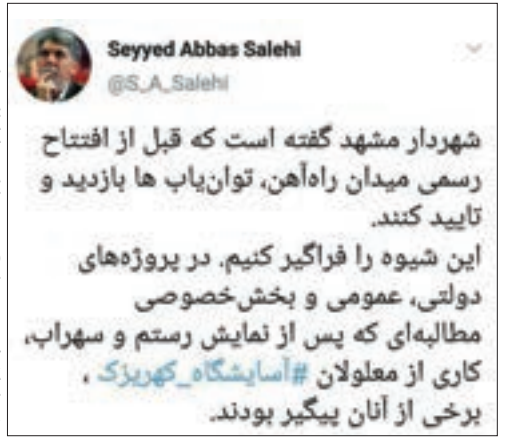 Seyyed Abbas Salehi
@S_A_Salehi
شهردار مشهد گفته است که قبل از افتتاح
رسمی میدان راه‌آهن، توان‌یاب ها بازدید و
تایید کنند.
این شیوه را فراگیر کنیم. در پروژه‌های
دولتی، عمومی و بخش‌خصوصی
مطالبه‌ای که پس از نمایش رستم و سهراب،
کاری از معلولان #آسایشگاه_کهریزک ،
برخی از آنان پیگیر بودند.